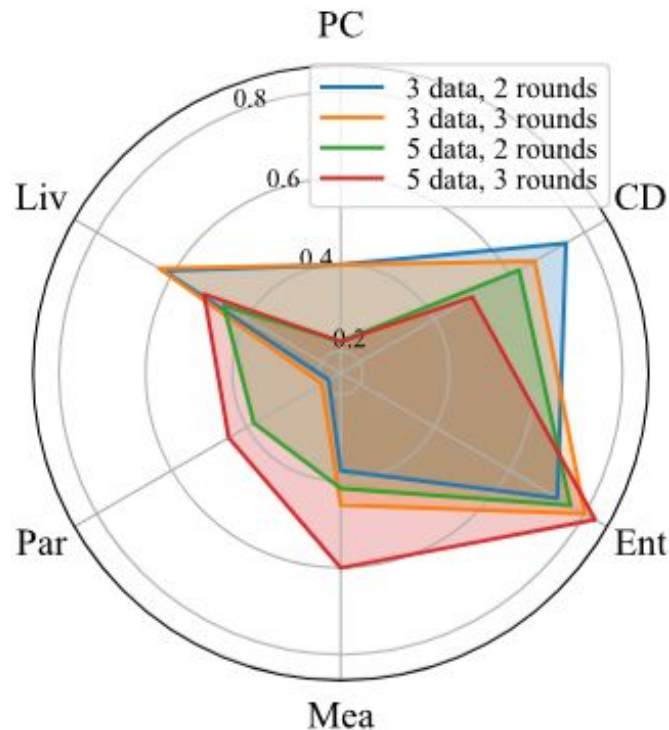 PC
0.8
3 data, 2 rounds
3 data, 3 rounds
5 data, 2 rounds
5 data, 3 rounds
0.6
Liv
CD
0.4
0.2
Par
Ent
Mea